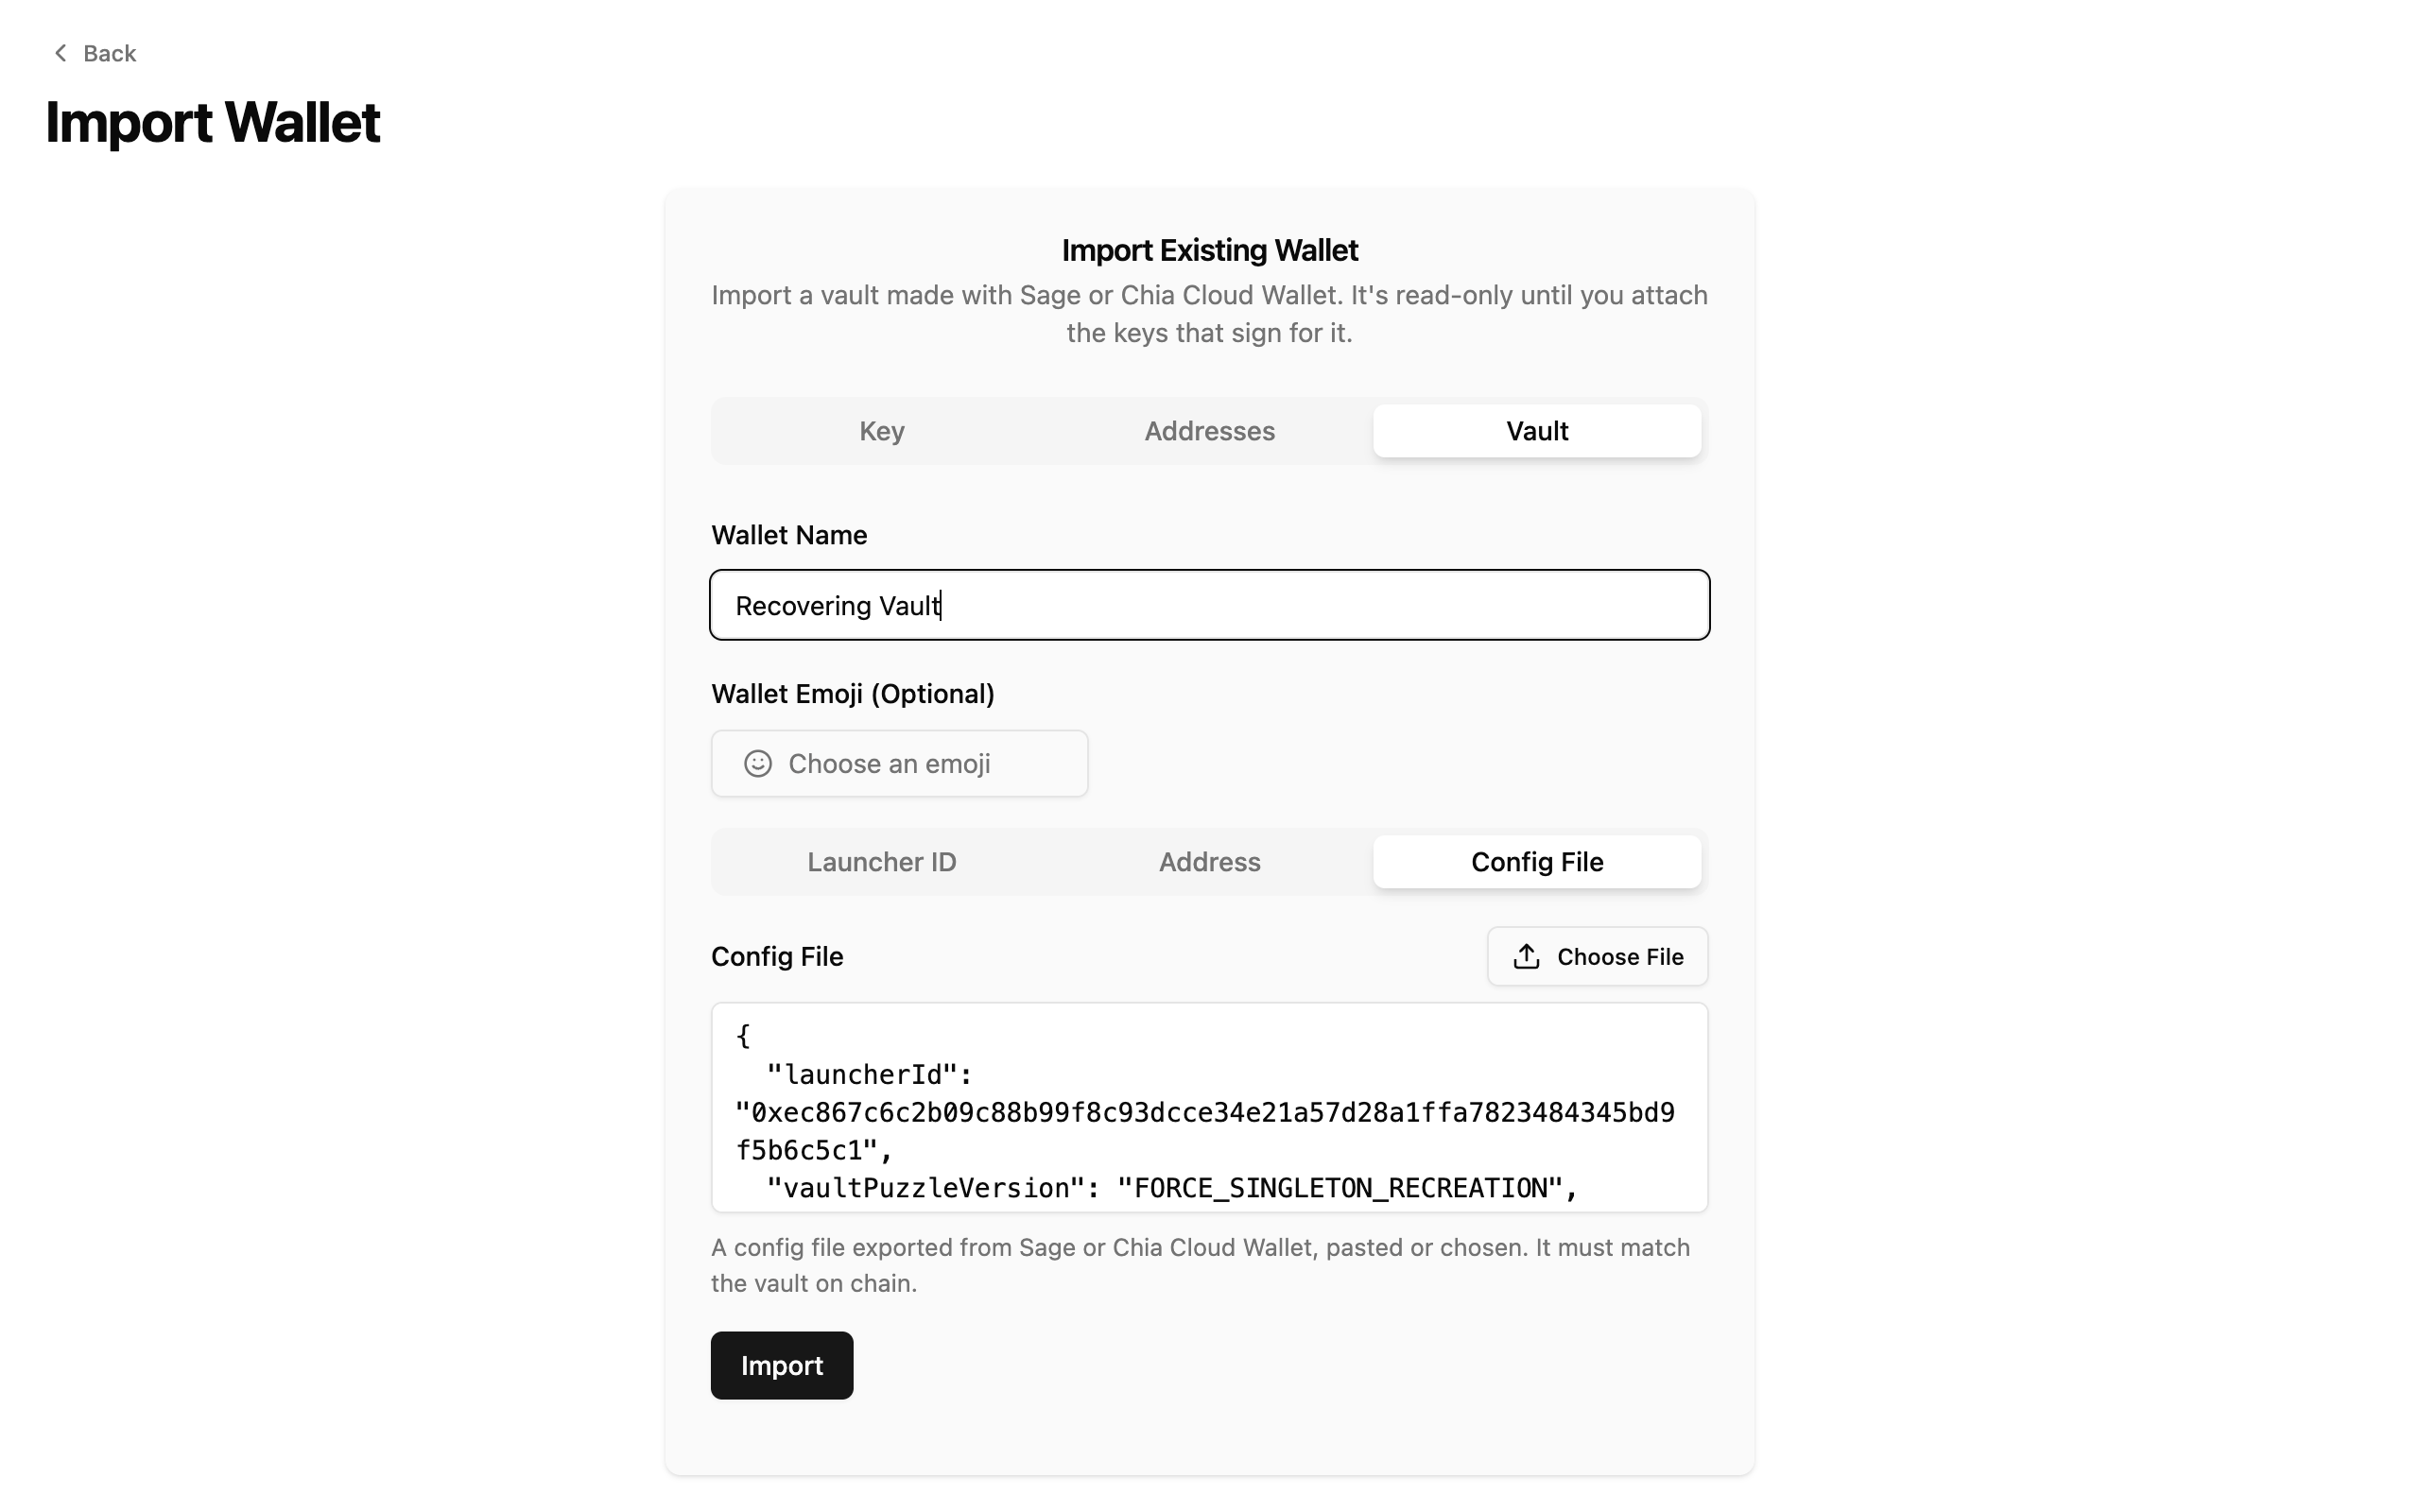 Back
Import Wallet
Import Existing Wallet
Import a vault made with Sage or Chia Cloud Wallet. It's read-only until you attach
the keys that sign for it.
Key
Addresses
Vault
Wallet Name
Recovering Vault
Wallet Emoji (Optional)
Choose an emoji
Launcher ID
Address
Config File
Config File
Choose File
{
"launcherId":
"0xec867c6c2b09c88b99f8c93dcce34e21a57d28a1ffa7823484345bd9
f5b6c5c1",
"vaultPuzzleVersion": "FORCE_SINGLETON_RECREATION",
A config file exported from Sage or Chia Cloud Wallet, pasted or chosen. It must match
the vault on chain.
Import